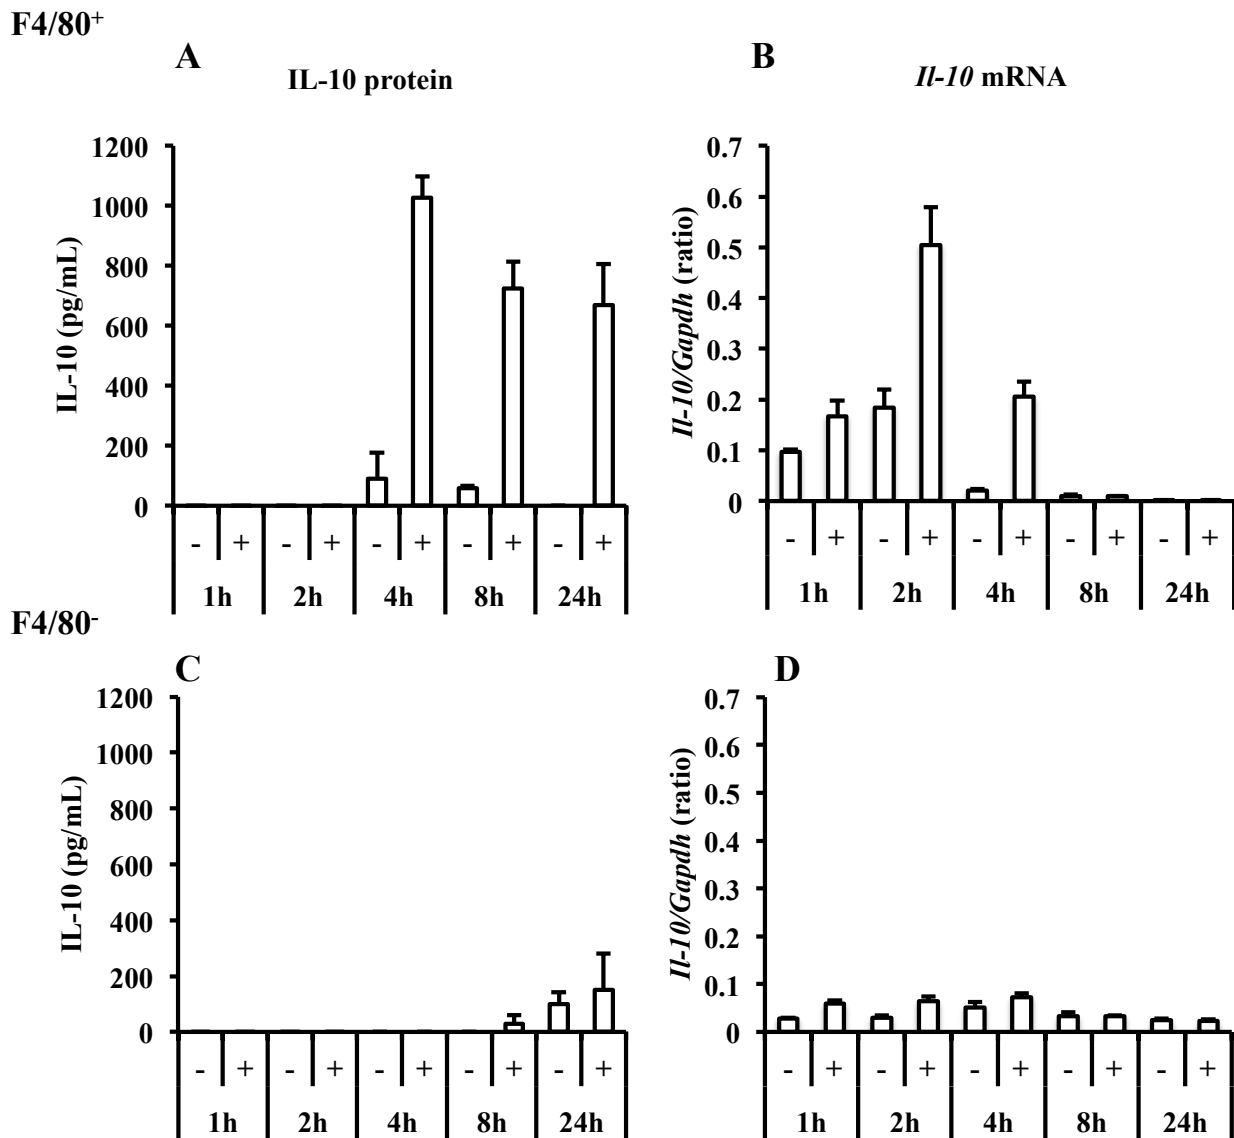 F4/80+
A
IL-10 protein
B
Il-10 mRNA
IL-10 (pg/mL)
1200
1000
800
600
400
200
0
- + - + - + - + - +
1h 2h 4h 8h 24h
Il-10/Gapdh (ratio)
0.7
0.6
0.5
0.4
0.3
0.2
0.1
0
- + - + - + - + - +
1h 2h 4h 8h 24h
F4/80-
C
IL-10 (pg/mL)
1200
1000
800
600
400
200
0
- + - + - + - + - +
1h 2h 4h 8h 24h
D
Il-10/Gapdh (ratio)
0.7
0.6
0.5
0.4
0.3
0.2
0.1
0
- + - + - + - + - +
1h 2h 4h 8h 24h